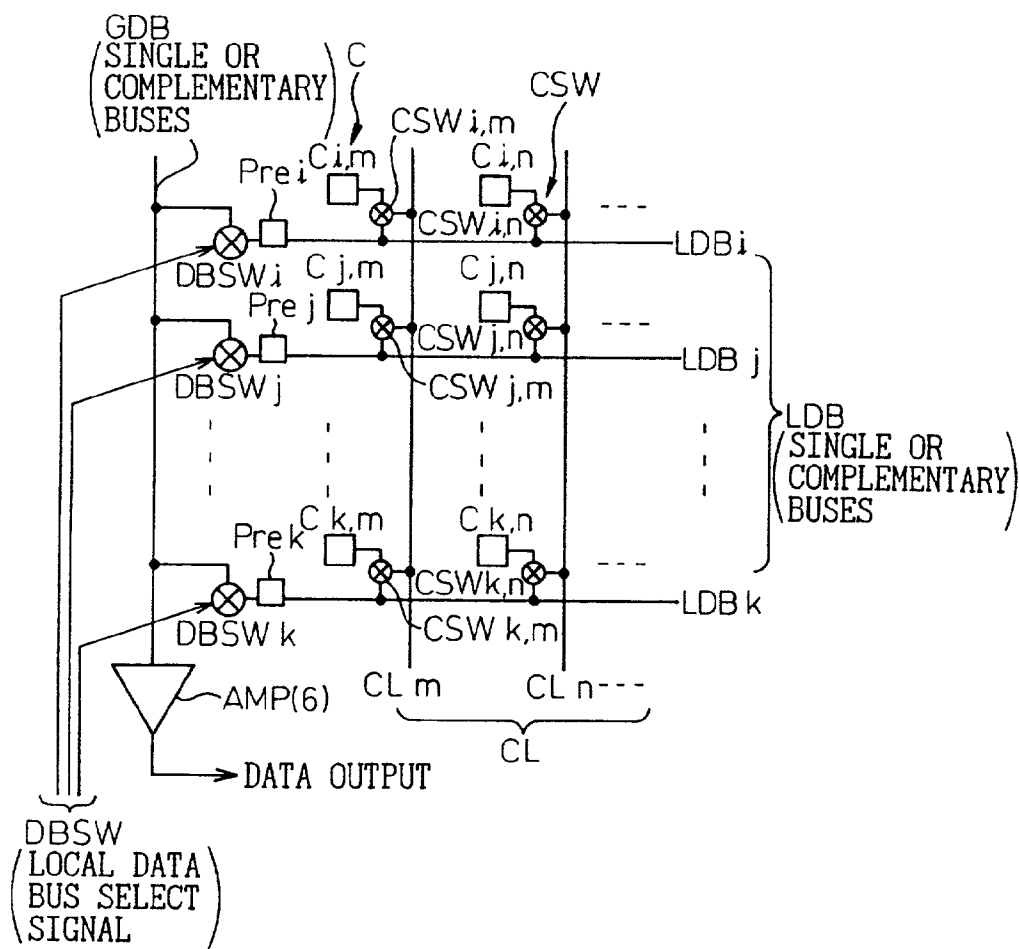 GDB
(SINGLE OR
COMPLEMENTARY
BUSES)
C
CSW
CSW i,m
C i,m
C i,n
Pre i
CSW i,n
---
LDB i
DBSW i
C j,m
C j,n
Pre j
CSW j,n
---
LDB j
DBSW j
CSW j,m
LDB
(SINGLE OR
COMPLEMENTARY
BUSES)
C k,m
C k,n
Pre k
CSW k,n
---
LDB k
DBSW k
CSW k,m
CL m
CL n ---
AMP(6)
CL
DATA OUTPUT
DBSW
(LOCAL DATA
BUS SELECT
SIGNAL)